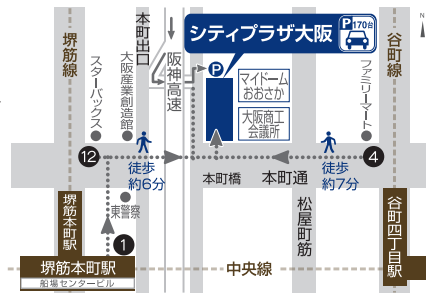 シティプラザ大阪
P170台
N
堺筋線
本町出口
阪神高速
谷町線
スターバックス
大阪産業創造館
P
マイドーム
おおさか
大阪商工
会議所
ファミリーマート
12
徒歩
約6分
本町橋
本町通
徒歩
約7分
4
堺筋本町駅
東警察
松屋町筋
谷町四丁目駅
1
堺筋本町駅
船場センタービル
中央線